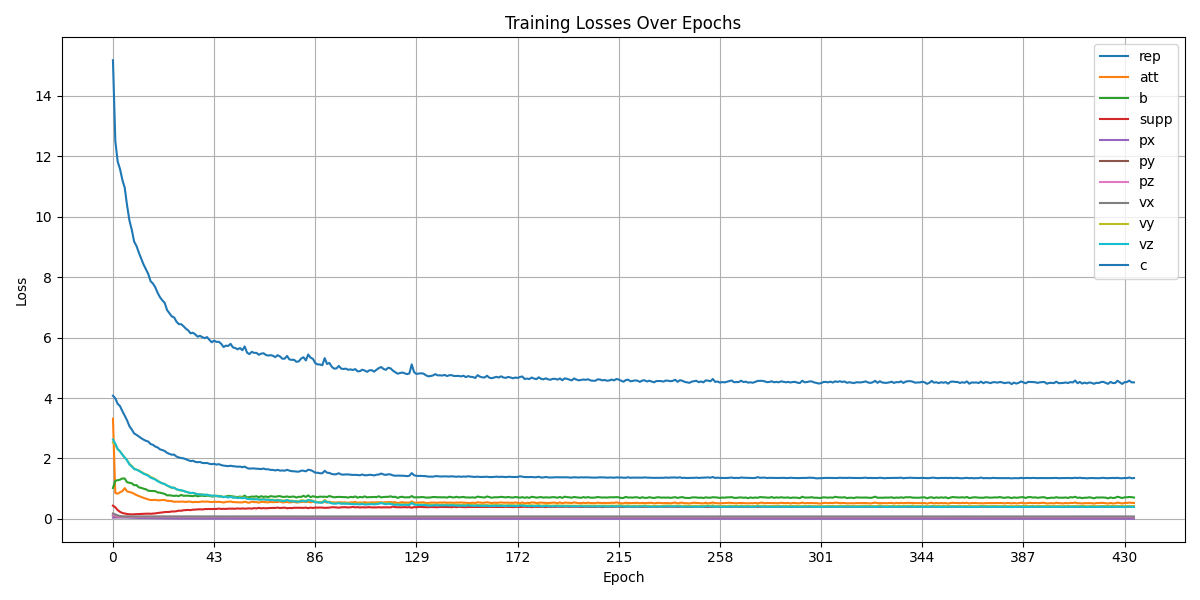 Training Losses Over Epochs
rep
att
b
supp
px
py
pz
vx
vy
vz
c
14
12
10
8
6
4
2
0
Loss
0 43 86 129 172 215 258 301 344 387 430
Epoch